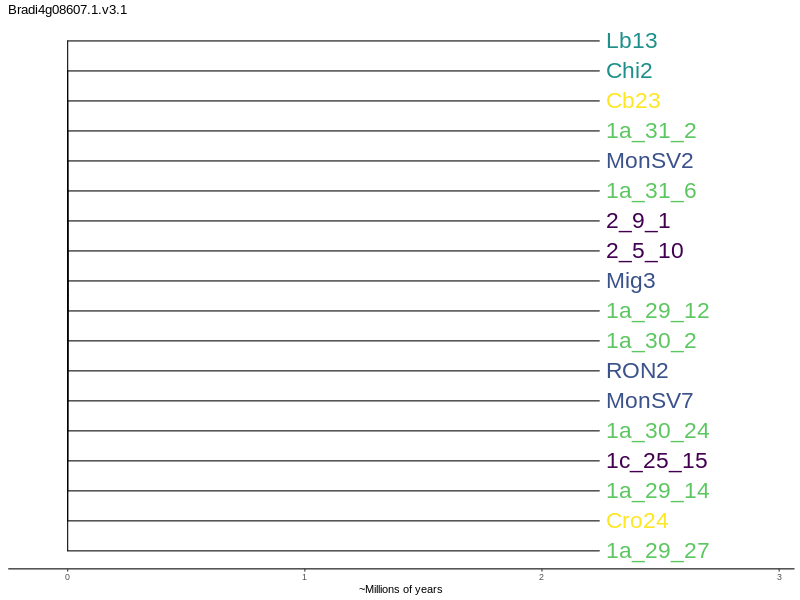 Bradi4g08607.1.v3.1
Lb13
Chi2
Cb23
1a_31_2
MonSV2
1a_31_6
2_9_1
2_5_10
Mig3
1a_29_12
1a_30_2
RON2
MonSV7
1a_30_24
1c_25_15
1a_29_14
Cro24
1a_29_27
0 1 2 3
~Millions of years